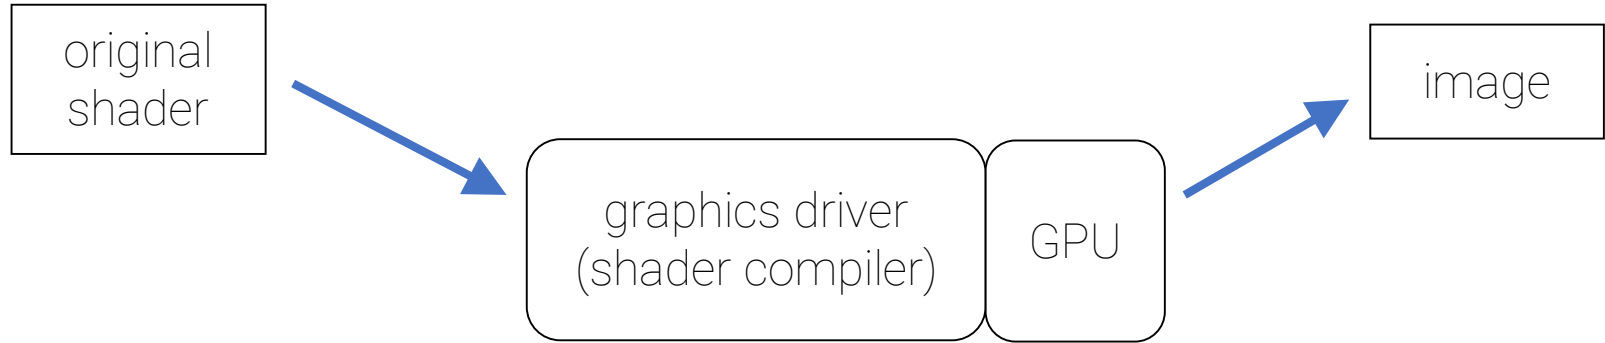 original
shader
graphics driver
(shader compiler)
GPU
image